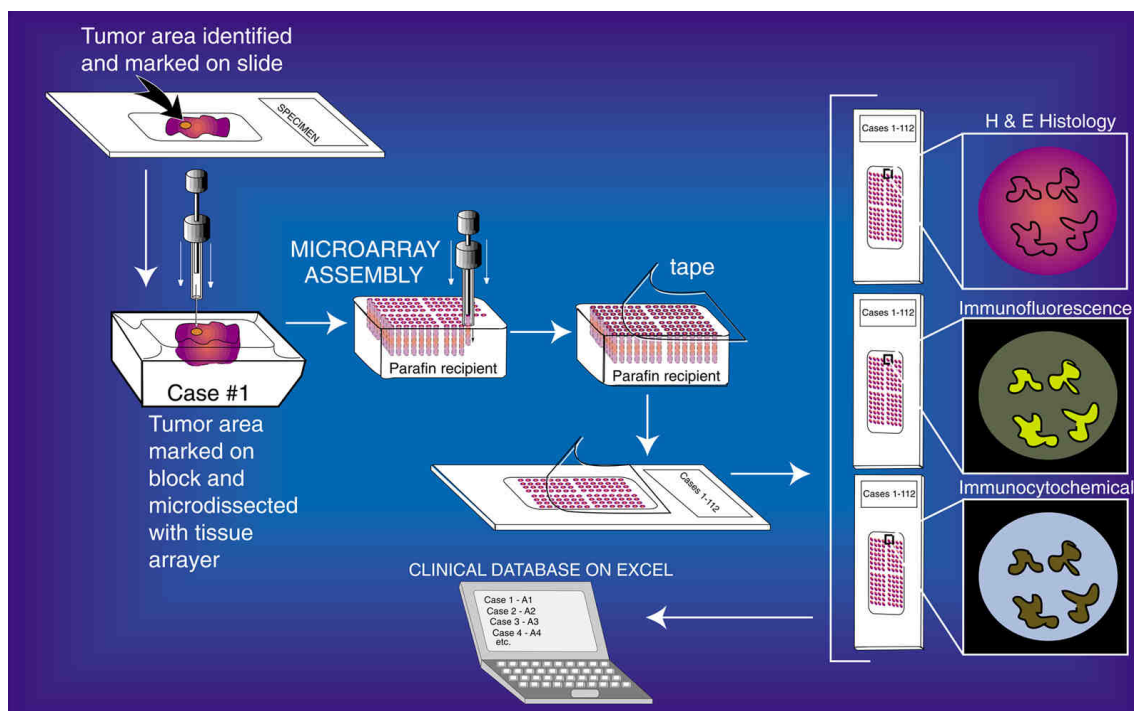 Tumor area identified
and marked on slide
SPECIMEN
Case #1
Tumor area
marked on
block and
microdissected
with tissue
arrayer
MICROARRAY
ASSEMBLY
Parafin recipient
tape
Parafin recipient
Cases 1-112
Cases 1-112
H & E Histology
Cases 1-112
Immunofluorescence
Cases 1-112
Immunocytochemical
CLINICAL DATABASE ON EXCEL
Case 1 - A1
Case 2 - A2
Case 3 - A3
Case 4 - A4
etc.